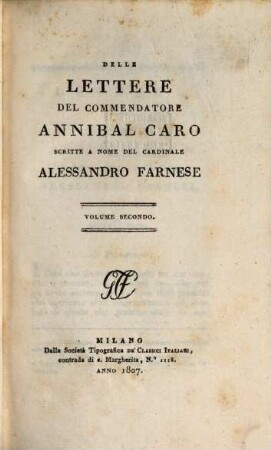 DELLE
LETTERE
DEL COMMENDATORE
ANNIBAL CARO
SCRITTE A NOME DEL CARDINALE
ALESSANDRO FARNESE
VOLUME SECONDO.
MILANO
Dalla Società Tipografica DE' CLASSICI ITALIANI,
contrada di s. Margherita, N.° 1118.
ANNO 1807.